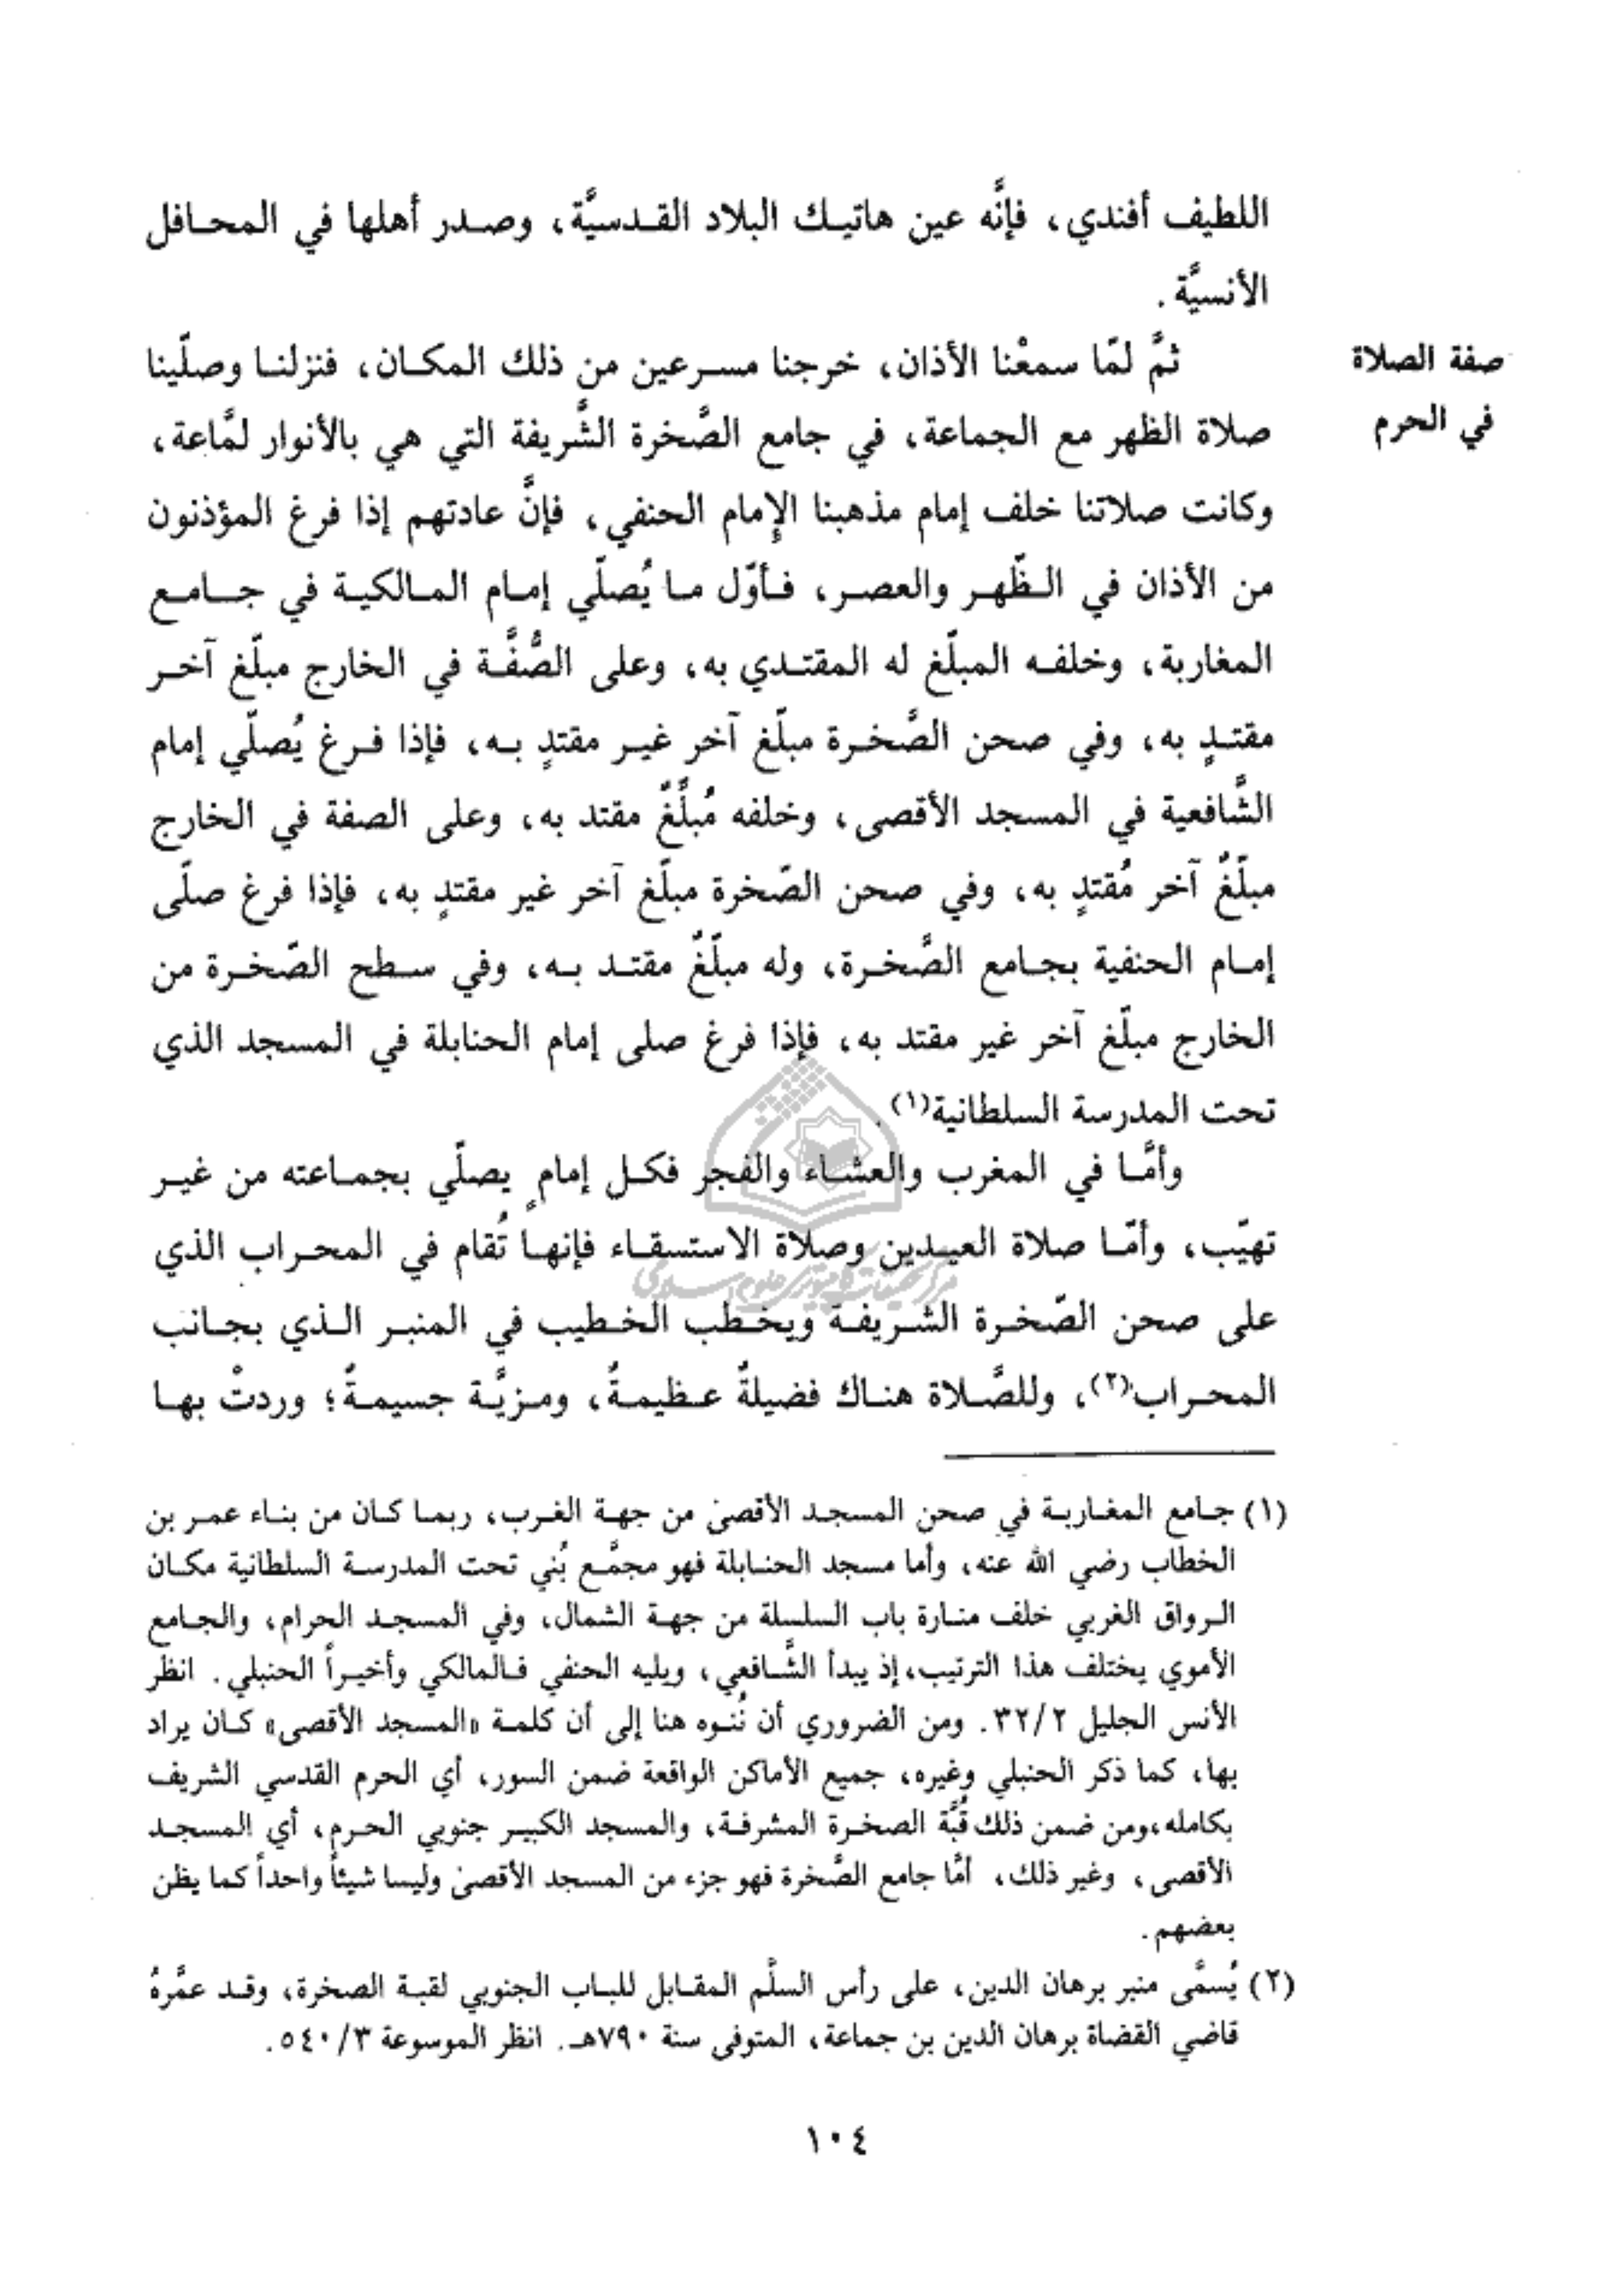 اللطيف أفندي، فإنَّه عين هاتيك البلاد القدسيَّة، وصدر أهلها في المحافل
الأنسيَّة.
صفة الصلاة
في الحرم
ثمَّ لمّا سمعْنا الأذان، خرجنا مسرعين من ذلك المكان، فنزلنا وصلّينا
صلاة الظهر مع الجماعة، في جامع الصَّخرة الشَّريفة التي هي بالأنوار لمَّاعة،
وكانت صلاتنا خلف إمام مذهبنا الإمام الحنفي، فإنَّ عادتهم إذا فرغ المؤذنون
من الأذان في الظّهر والعصر، فأوّل ما يُصلّي إمام المالكية في جامع
المغاربة، وخلفه المبلّغ له المقتدي به، وعلى الصُّفَّة في الخارج مبلّغ آخر
مقتدٍ به، وفي صحن الصَّخرة مبلّغ آخر غير مقتدٍ به، فإذا فرغ يُصلّي إمام
الشَّافعية في المسجد الأقصى، وخلفه مُبلِّغٌ مقتد به، وعلى الصفة في الخارج
مبلّغٌ آخر مُقتدٍ به، وفي صحن الصّخرة مبلّغ آخر غير مقتدٍ به، فإذا فرغ صلّى
إمام الحنفية بجامع الصَّخرة، وله مبلّغٌ مقتد به، وفي سطح الصّخرة من
الخارج مبلّغ آخر غير مقتد به، فإذا فرغ صلى إمام الحنابلة في المسجد الذي
تحت المدرسة السلطانية(١).
وأمَّا في المغرب والعشاء والفجر فكل إمامٍ يصلّي بجماعته من غير
تهيّب، وأمّا صلاة العيدين وصلاة الاستسقاء فإنها تُقام في المحراب الذي
على صحن الصّخرة الشريفة ويخطب الخطيب في المنبر الذي بجانب
المحراب(٢)، وللصَّلاة هناك فضيلةٌ عظيمةٌ، ومزيَّة جسيمةٌ؛ وردتْ بها
(١) جامع المغاربة في صحن المسجد الأقصىٰ من جهة الغرب، ربما كان من بناء عمر بن
الخطاب رضي الله عنه، وأما مسجد الحنابلة فهو مجمَّع بُني تحت المدرسة السلطانية مكان
الرواق الغربي خلف منارة باب السلسلة من جهة الشمال، وفي المسجد الحرام، والجامع
الأموي يختلف هذا الترتيب، إذ يبدأ الشَّافعي، ويليه الحنفي فالمالكي وأخيراً الحنبلي. انظر
الأنس الجليل ٣٢/٢. ومن الضروري أن نُنوه هنا إلى أن كلمة «المسجد الأقصى» كان يراد
بها، كما ذكر الحنبلي وغيره، جميع الأماكن الواقعة ضمن السور، أي الحرم القدسي الشريف
بكامله، ومن ضمن ذلك قُبَّة الصخرة المشرفة، والمسجد الكبير جنوبي الحرم، أي المسجد
الأقصى، وغير ذلك، أمَّا جامع الصَّخرة فهو جزء من المسجد الأقصىٰ وليسا شيئاً واحداً كما يظن
بعضهم.
(٢) يُسمَّى منبر برهان الدين، على رأس السلَّم المقابل للباب الجنوبي لقبة الصخرة، وقد عمَّرهُ
قاضي القضاة برهان الدين بن جماعة، المتوفى سنة ٧٩٠هـ. انظر الموسوعة ٥٤٠/٣.
١٠٤